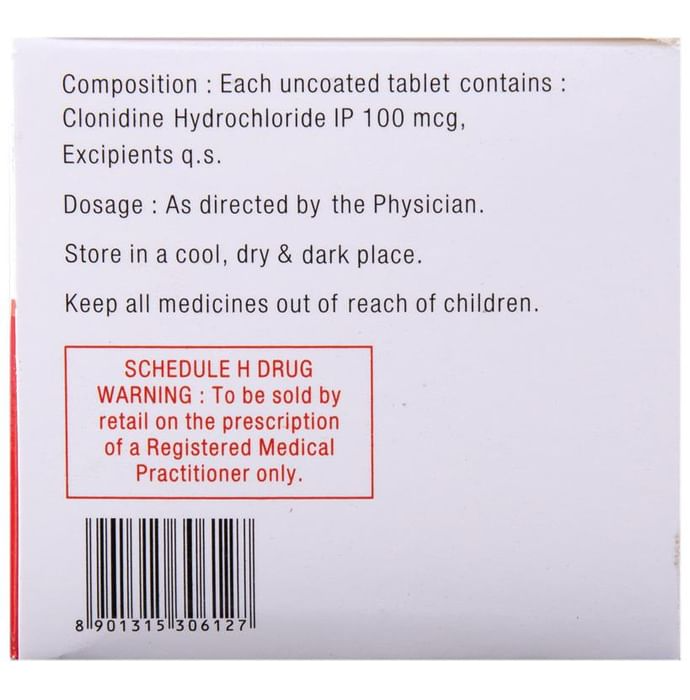 Composition : Each uncoated tablet contains :
Clonidine Hydrochloride IP 100 mcg,
Excipients q.s.
Dosage : As directed by the Physician.
Store in a cool, dry & dark place.
Keep all medicines out of reach of children.
SCHEDULE H DRUG
WARNING : To be sold by
retail on the prescription
of a Registered Medical
Practitioner only.
8 901315 306127